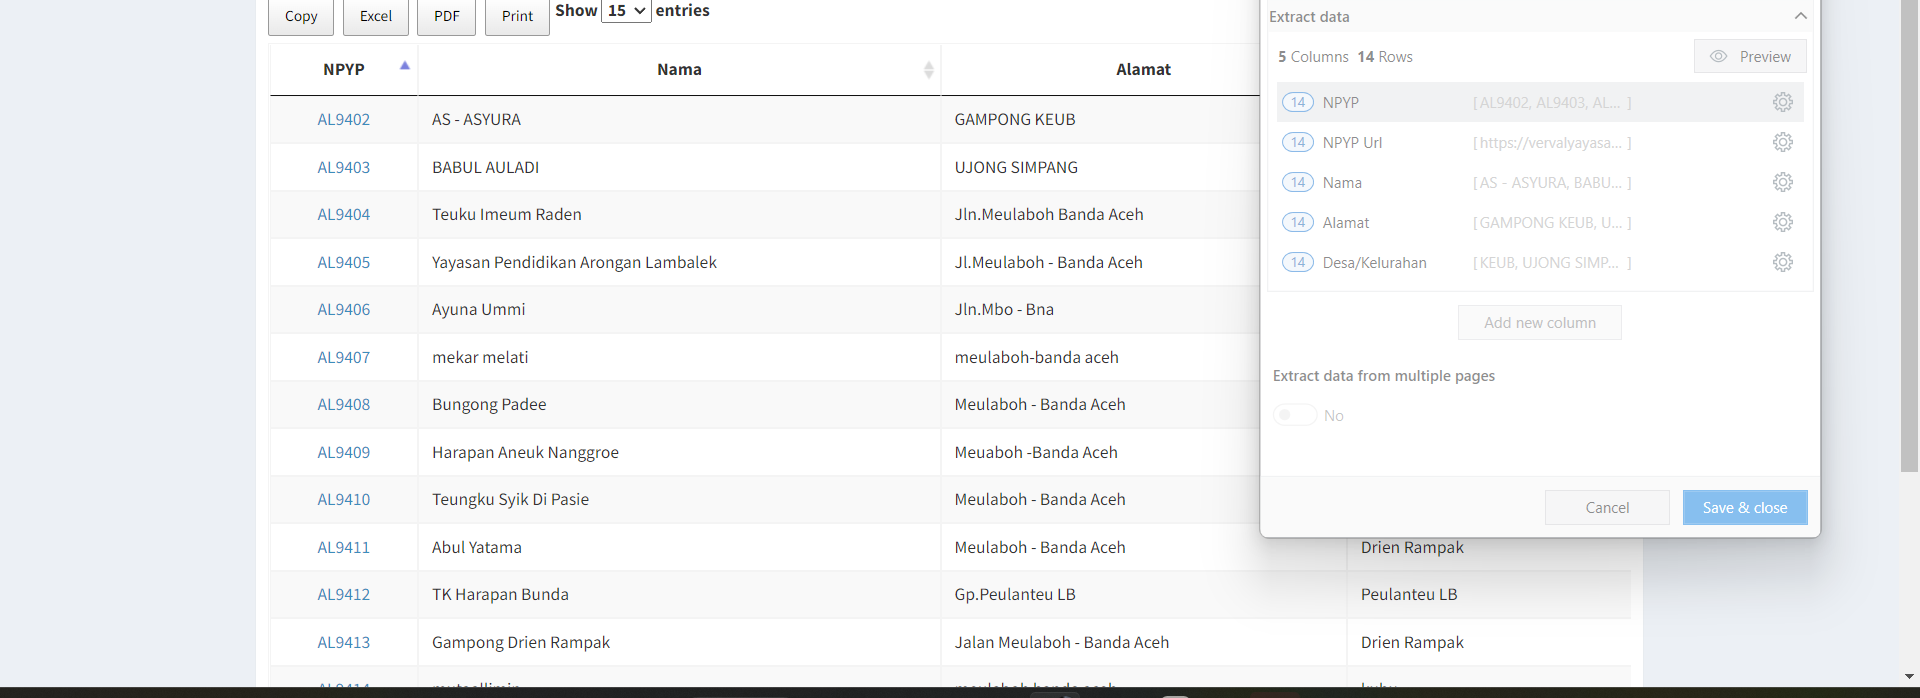 Copy Excel PDF Print Show 15 entries
NPYP Nama Alamat
AL9402 AS - ASYURA GAMPONG KEUB
AL9403 BABUL AULADI UJONG SIMPANG
AL9404 Teuku Imeum Raden Jln.Meulaboh Banda Aceh
AL9405 Yayasan Pendidikan Arongan Lambalek Jl.Meulaboh - Banda Aceh
AL9406 Ayuna Ummi Jln.Mbo - Bna
AL9407 mekar melati meulaboh-banda aceh
AL9408 Bungong Padee Meulaboh - Banda Aceh
AL9409 Harapan Aneuk Nanggroe Meuaboh -Banda Aceh
AL9410 Teungku Syik Di Pasie Meulaboh - Banda Aceh
AL9411 Abul Yatama Meulaboh - Banda Aceh Drien Rampak
AL9412 TK Harapan Bunda Gp.Peulanteu LB Peulanteu LB
AL9413 Gampong Drien Rampak Jalan Meulaboh - Banda Aceh Drien Rampak
Extract data
5 Columns 14 Rows Preview
14 NPYP [ AL9402, AL9403, AL... ]
14 NPYP Url [ https://vervalyayasa... ]
14 Nama [ AS - ASYURA, BABU... ]
14 Alamat [ GAMPONG KEUB, U... ]
14 Desa/Kelurahan [ KEUB, UJONG SIMP... ]
Add new column
Extract data from multiple pages
No
Cancel Save & close